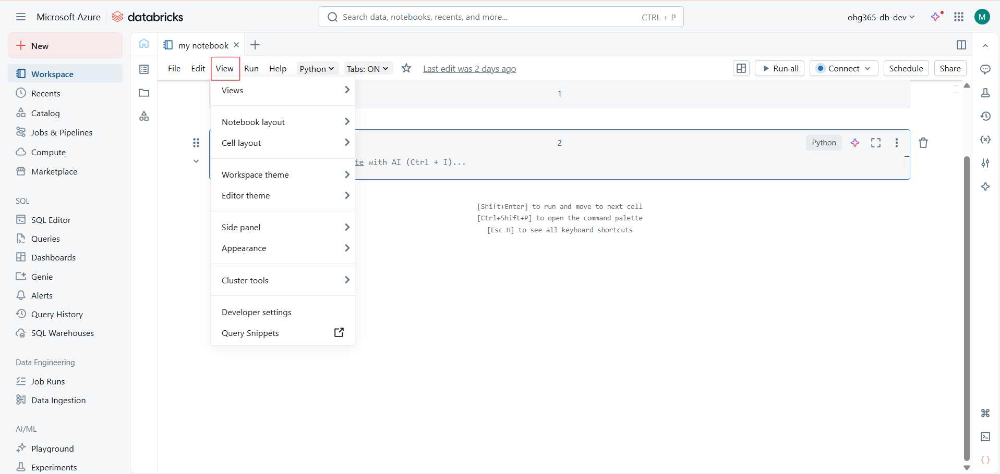 Microsoft Azure databricks
Search data, notebooks, recents, and more... CTRL + P
ohg365-db-dev
M
New
Workspace
Recents
Catalog
Jobs & Pipelines
Compute
Marketplace
SQL
SQL Editor
Queries
Dashboards
Genie
Alerts
Query History
SQL Warehouses
Data Engineering
Job Runs
Data Ingestion
AI/ML
Playground
Experiments
my notebook
File Edit View Run Help Python Tabs: ON Last edit was 2 days ago
Run all Connect Schedule Share
Views
Notebook layout
Cell layout
Workspace theme
Editor theme
Side panel
Appearance
Cluster tools
Developer settings
Query Snippets
1
2
Python
te with AI (Ctrl + I)...
[Shift+Enter] to run and move to next cell
[Ctrl+Shift+P] to open the command palette
[Esc H] to see all keyboard shortcuts